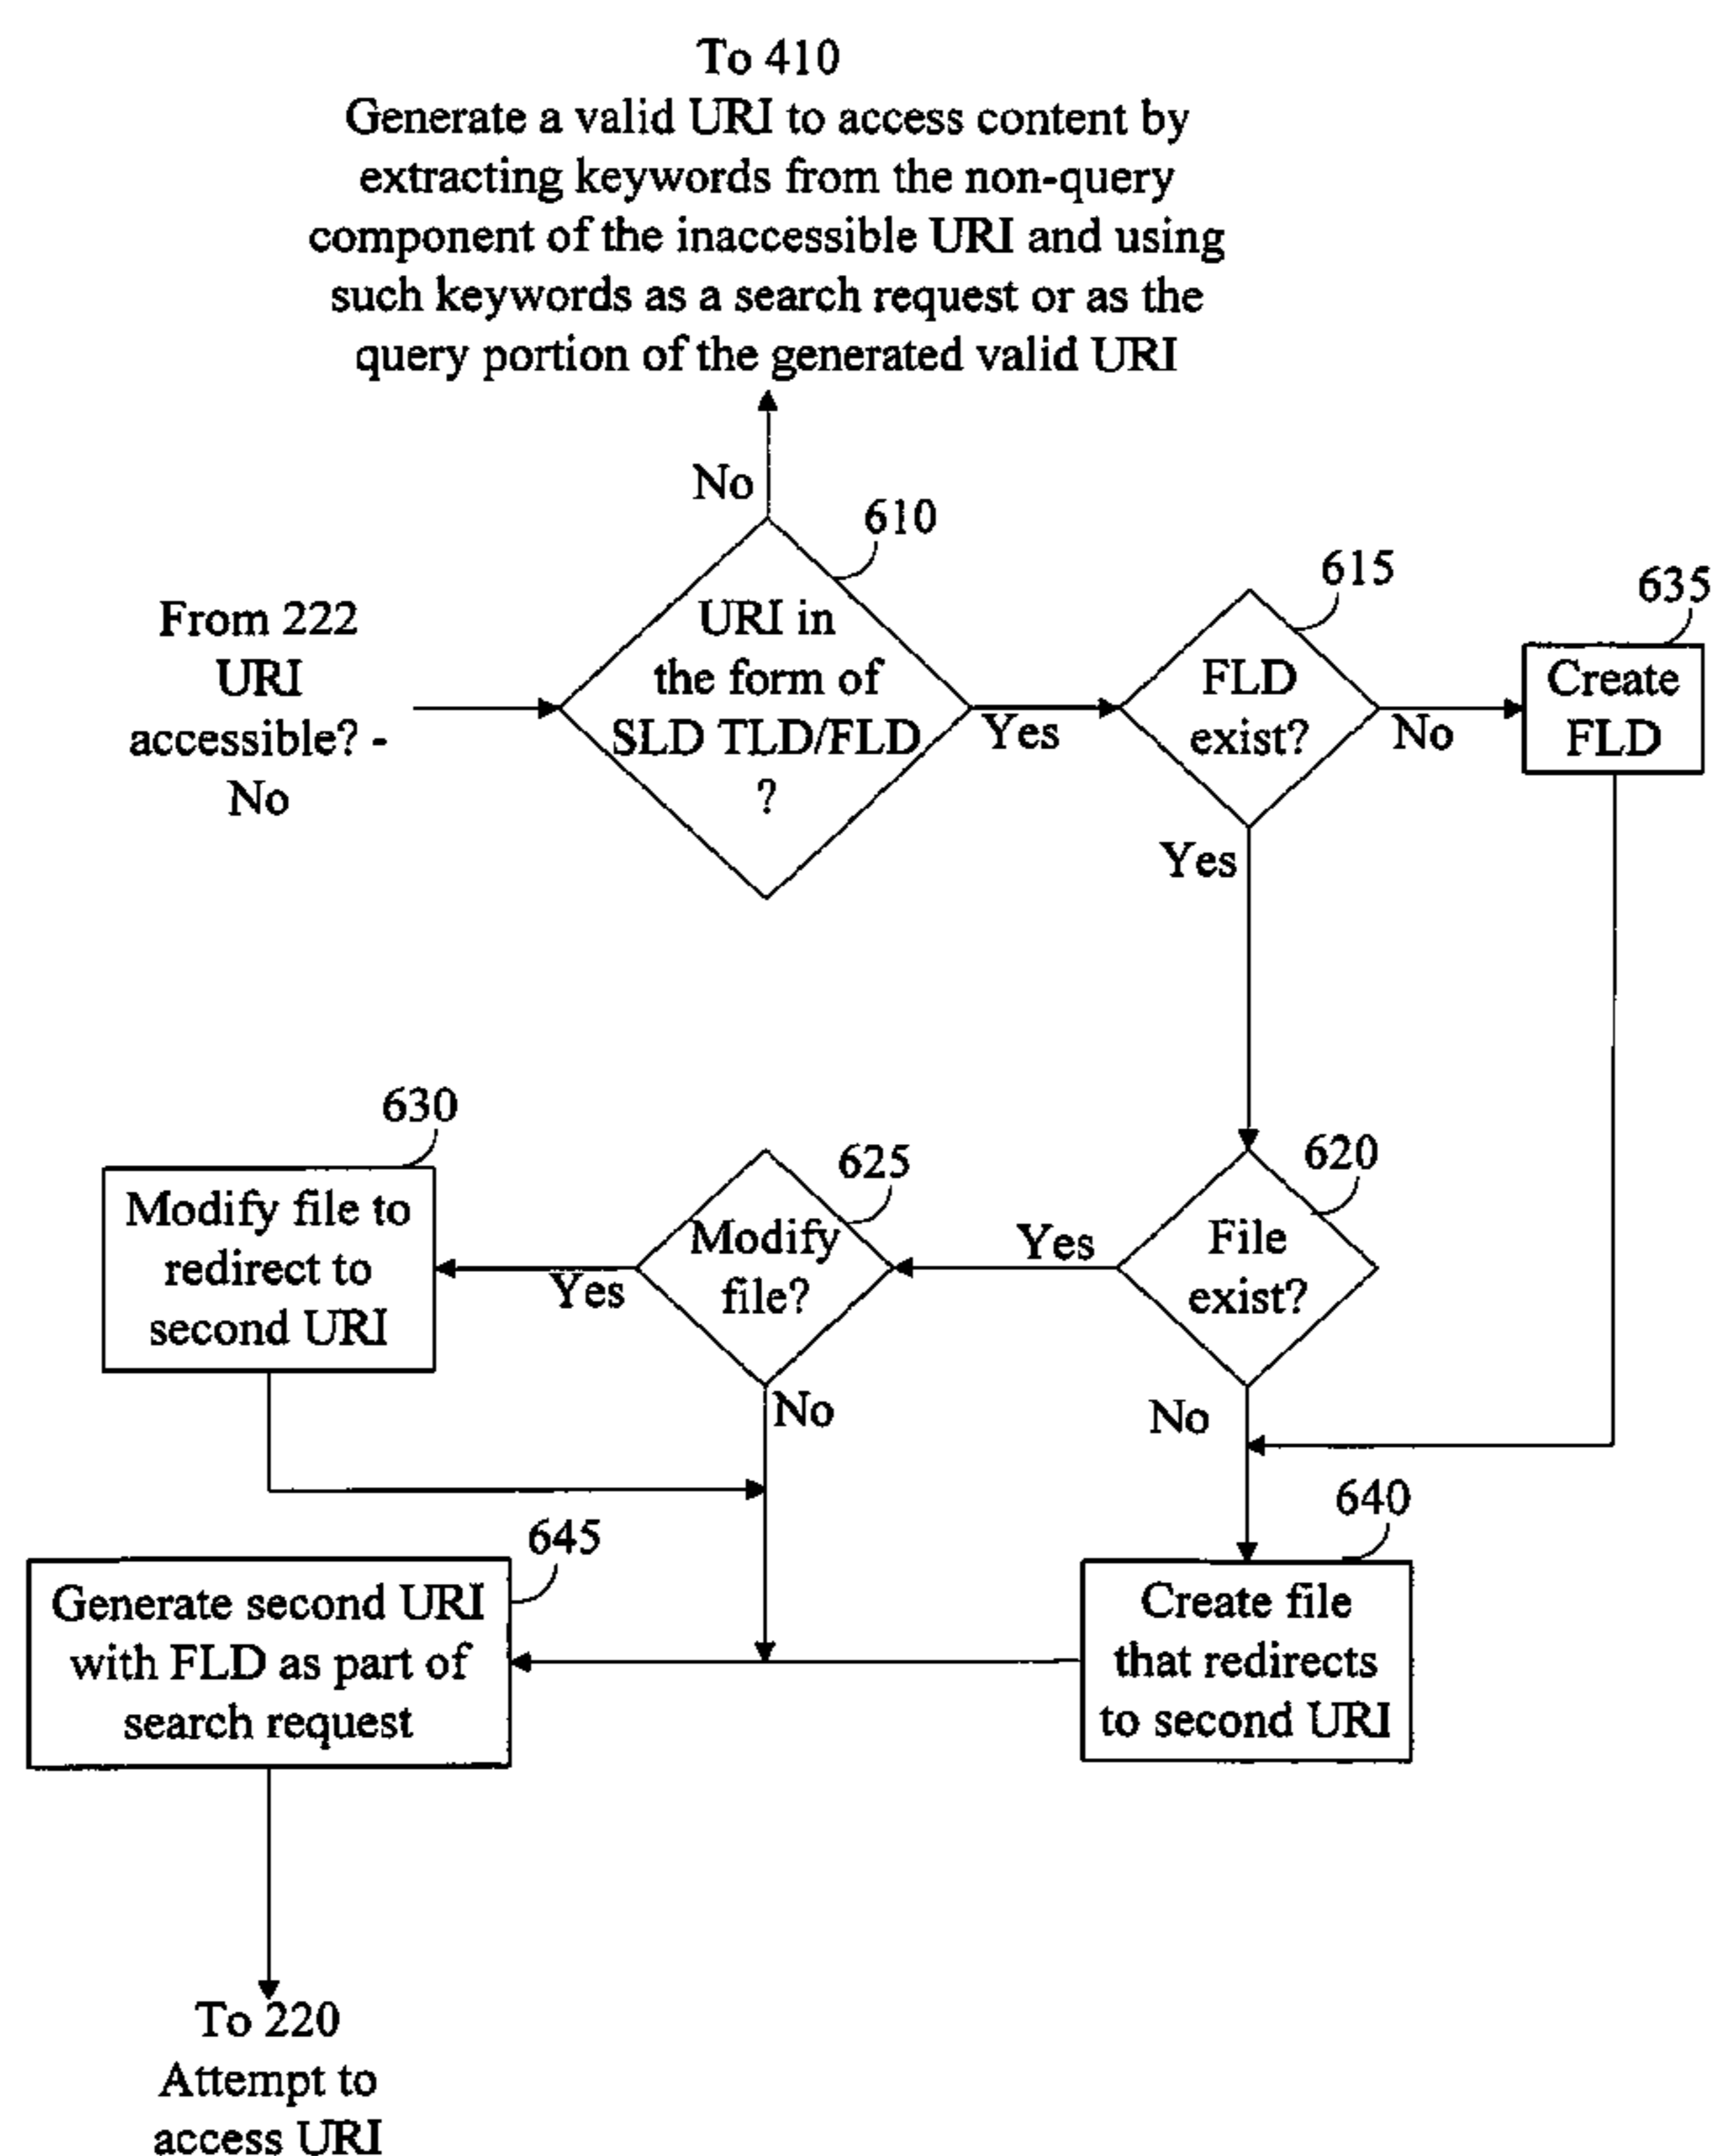 To 410
Generate a valid URI to access content by
extracting keywords from the non-query
component of the inaccessible URI and using
such keywords as a search request or as the
query portion of the generated valid URI
No
610
From 222
URI
accessible? -
No
URI in
the form of
SLD TLD/FLD
?
Yes
615
FLD
exist?
No
635
Create
FLD
Yes
620
File
exist?
Yes
625
Modify
file?
Yes
630
Modify file to
redirect to
second URI
No
No
640
Create file
that redirects
to second URI
645
Generate second URI
with FLD as part of
search request
To 220
Attempt to
access URI